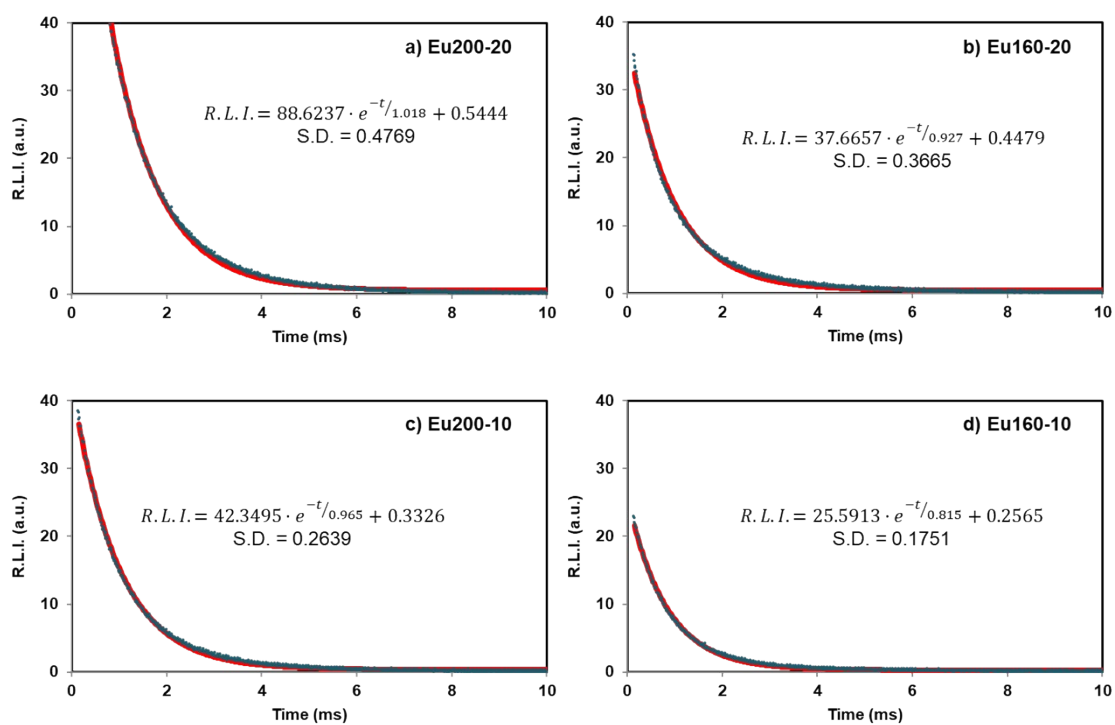 a) Eu200-20
R.L.I. (a.u.)
40
30
20
10
0
R.L.I. = 88.6237 · e^{-t/1.018} + 0.5444
S.D. = 0.4769
0 2 4 6 8 10
Time (ms)
b) Eu160-20
R.L.I. (a.u.)
40
30
20
10
0
R.L.I. = 37.6657 · e^{-t/0.927} + 0.4479
S.D. = 0.3665
0 2 4 6 8 10
Time (ms)
c) Eu200-10
R.L.I. (a.u.)
40
30
20
10
0
R.L.I. = 42.3495 · e^{-t/0.965} + 0.3326
S.D. = 0.2639
0 2 4 6 8 10
Time (ms)
d) Eu160-10
R.L.I. (a.u.)
40
30
20
10
0
R.L.I. = 25.5913 · e^{-t/0.815} + 0.2565
S.D. = 0.1751
0 2 4 6 8 10
Time (ms)